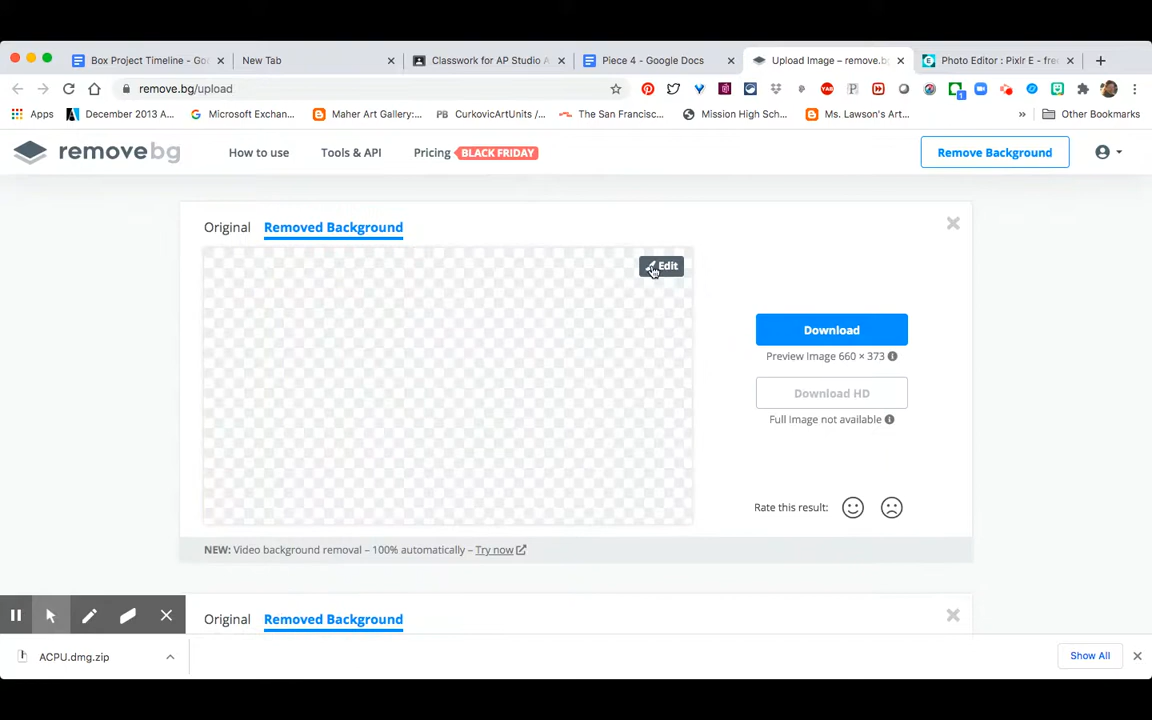 Box Project Timeline - Goo
New Tab
Classwork for AP Studio A
Piece 4 - Google Docs
Upload Image – remove.bg
Photo Editor : Pixlr E - free
remove.bg/upload
Apps
December 2013 A...
Microsoft Exchan...
Maher Art Gallery:...
PB CurkovicArtUnits /...
The San Francisc...
Mission High Sch...
Ms. Lawson's Art...
»
Other Bookmarks
removebg
How to use
Tools & API
Pricing BLACK FRIDAY
Remove Background
Original Removed Background
Edit
Download
Preview Image 660 × 373
Download HD
Full Image not available
Rate this result:
NEW: Video background removal – 100% automatically – Try now
Original Removed Background
ACPU.dmg.zip
Show All